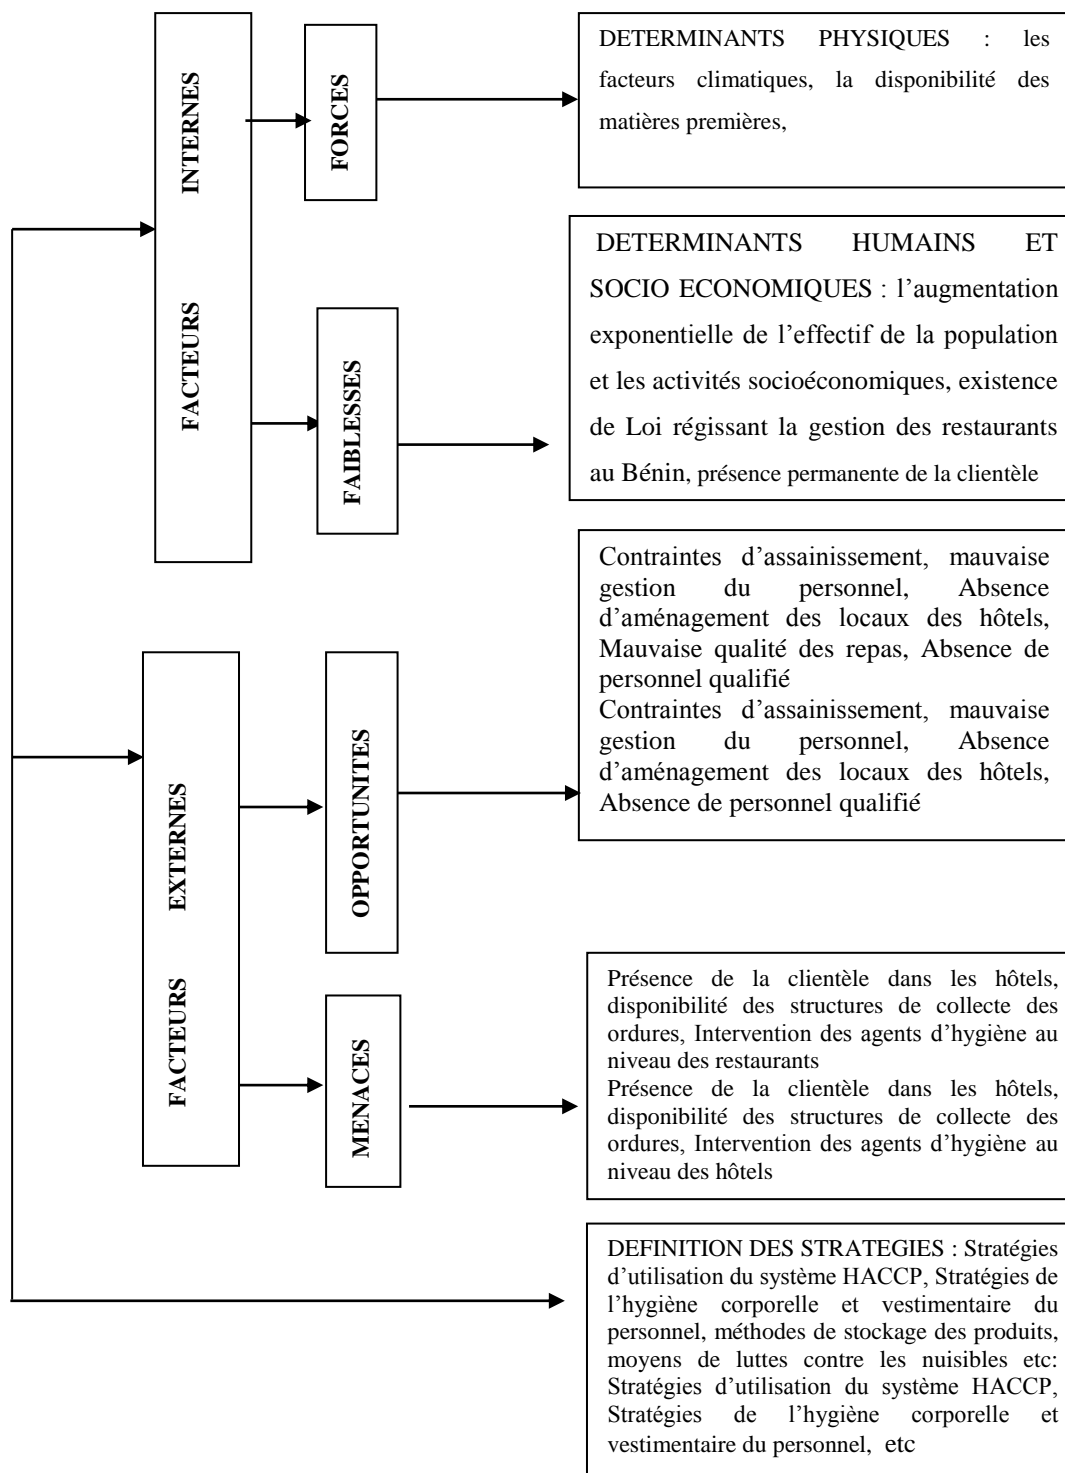 FACTEURS INTERNES
FORCES
DETERMINANTS PHYSIQUES : les
facteurs climatiques, la disponibilité des
matières premières,
FAIBLESSES
DETERMINANTS HUMAINS ET
SOCIO ECONOMIQUES : l’augmentation
exponentielle de l’effectif de la population
et les activités socioéconomiques, existence
de Loi régissant la gestion des restaurants
au Bénin, présence permanente de la clientèle
FACTEURS EXTERNES
OPPORTUNITES
Contraintes d’assainissement, mauvaise
gestion du personnel, Absence
d’aménagement des locaux des hôtels,
Mauvaise qualité des repas, Absence de
personnel qualifié
Contraintes d’assainissement, mauvaise
gestion du personnel, Absence
d’aménagement des locaux des hôtels,
Absence de personnel qualifié
MENACES
Présence de la clientèle dans les hôtels,
disponibilité des structures de collecte des
ordures, Intervention des agents d’hygiène au
niveau des restaurants
Présence de la clientèle dans les hôtels,
disponibilité des structures de collecte des
ordures, Intervention des agents d’hygiène au
niveau des hôtels
DEFINITION DES STRATEGIES : Stratégies
d’utilisation du système HACCP, Stratégies de
l’hygiène corporelle et vestimentaire du
personnel, méthodes de stockage des produits,
moyens de luttes contre les nuisibles etc:
Stratégies d’utilisation du système HACCP,
Stratégies de l’hygiène corporelle et
vestimentaire du personnel, etc